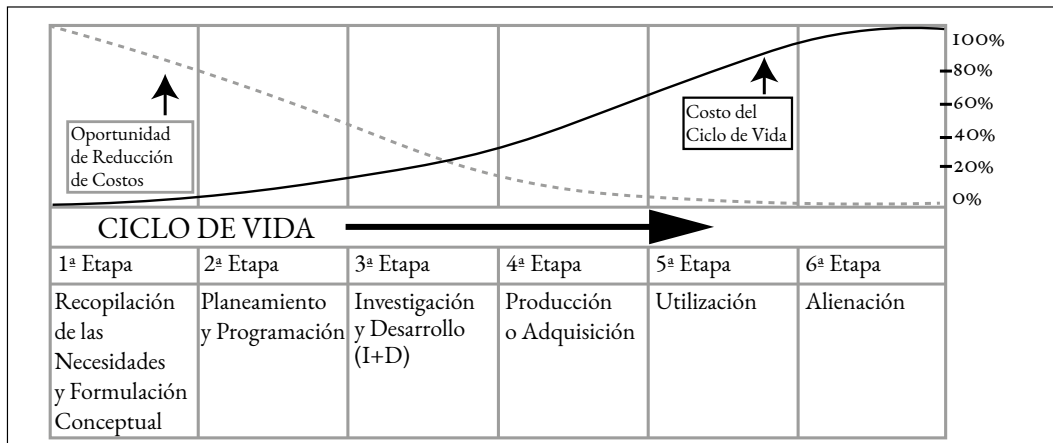 100%
80%
60%
40%
20%
0%
Oportunidad
de Reducción
de Costos
Costo del
Ciclo de Vida
CICLO DE VIDA
1ª Etapa
2ª Etapa
3ª Etapa
4ª Etapa
5ª Etapa
6ª Etapa
Recopilación
de las
Necesidades
y Formulación
Conceptual
Planeamiento
y Programación
Investigación
y Desarrollo
(I+D)
Producción
o Adquisición
Utilización
Alienación